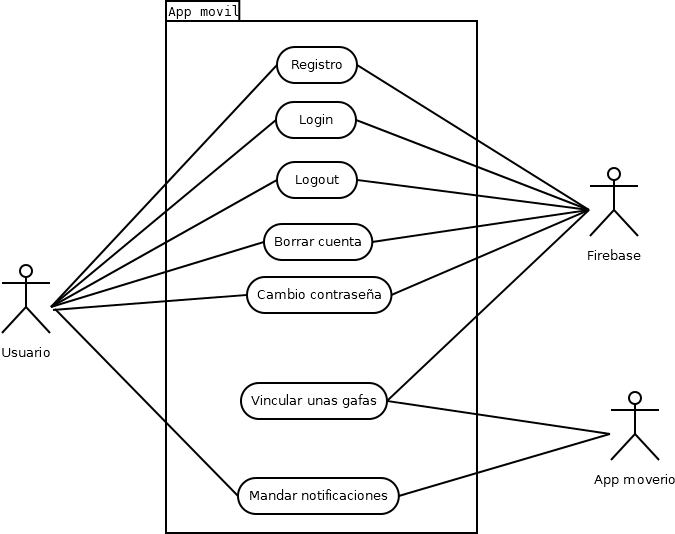 App movil
Registro
Login
Logout
Firebase
Borrar cuenta
Cambio contraseña
Usuario
Vincular unas gafas
App moverio
Mandar notificaciones